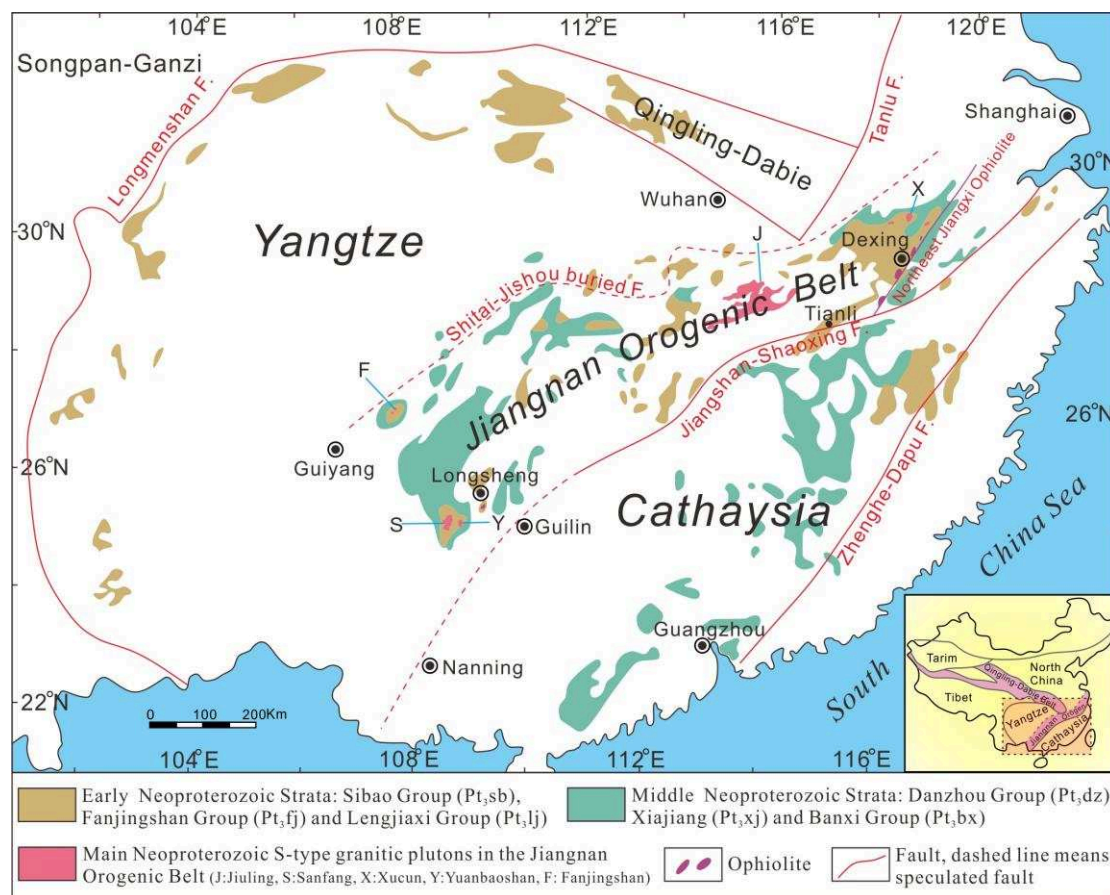 104°E
108°E
112°E
116°E
120°E
Songpan-Ganzi
Longmenshan F.
Qingling-Dabie
Tanlu F.
Shanghai
30°N
Wuhan
X
Northeast Jiangxi Ophiolite
30°N
Yangtze
J
Dexing
Shitai-Jishou buried F.
Jiangnan Orogenic Belt
Tianli
Jiangshan-Shaoxing F.
F
26°N
Guiyang
26°N
Longsheng
S
Y
Guilin
Cathaysia
Zhenghe-Dapu F.
South China Sea
Guangzhou
Nanning
22°N
0 100 200Km
104°E
108°E
112°E
116°E
Tarim
North
China
Qingling-Dabie Belt
Tibet
Yangtze
Jiangnan Orogen
Cathaysia
Early Neoproterozoic Strata: Sibao Group (Pt₃sb),
Fanjingshan Group (Pt₃fj) and Lengjiaxi Group (Pt₃lj)
Middle Neoproterozoic Strata: Danzhou Group (Pt₃dz)
Xiajiang (Pt₃xj) and Banxi Group (Pt₃bx)
Main Neoproterozoic S-type granitic plutons in the Jiangnan
Orogenic Belt (J:Jiuling, S:Sanfang, X:Xucun, Y:Yuanbaoshan, F: Fanjingshan)
Ophiolite
Fault, dashed line means
speculated fault